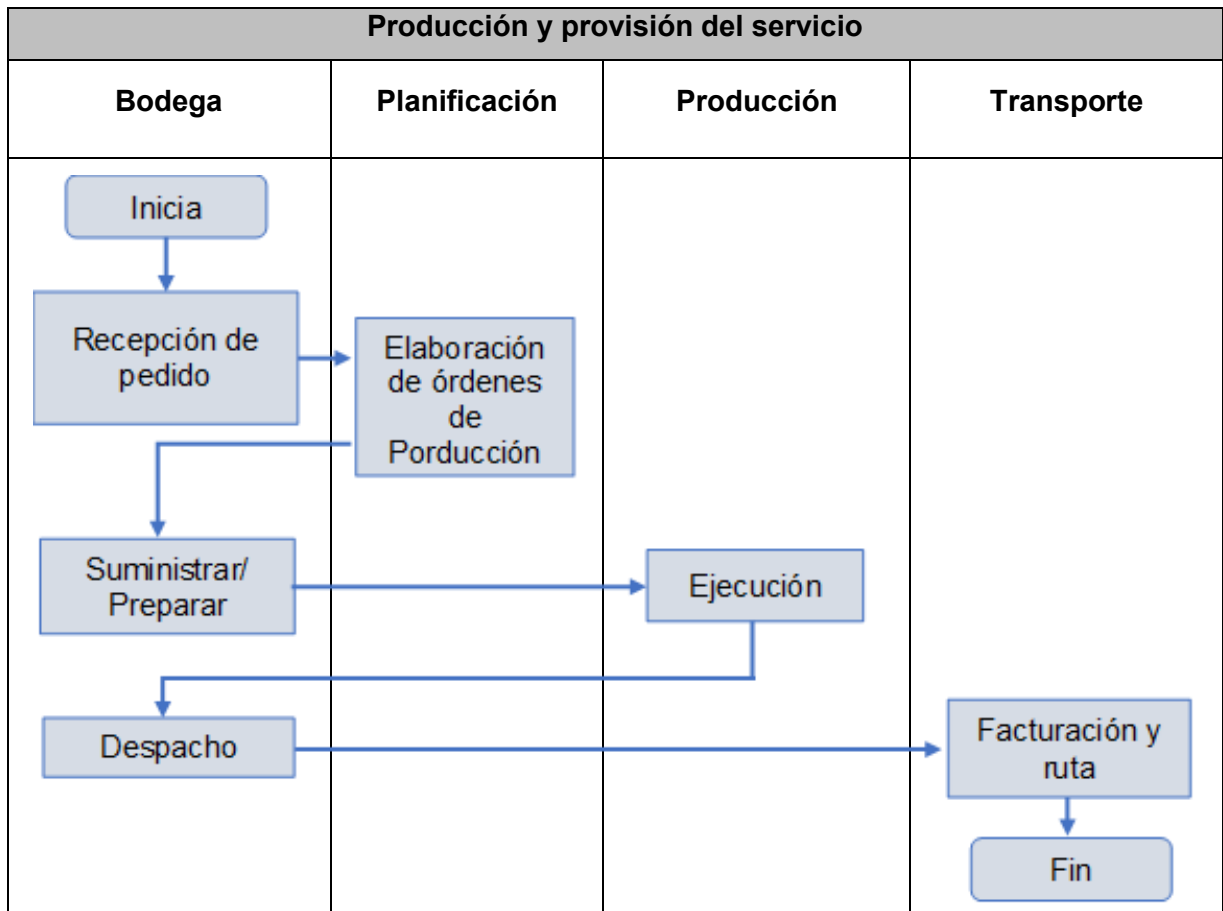 Producción y provisión del servicio
Bodega
Planificación
Producción
Transporte
Inicia
Recepción de
pedido
Elaboración
de órdenes
de
Porducción
Suministrar/
Preparar
Ejecución
Despacho
Facturación y
ruta
Fin